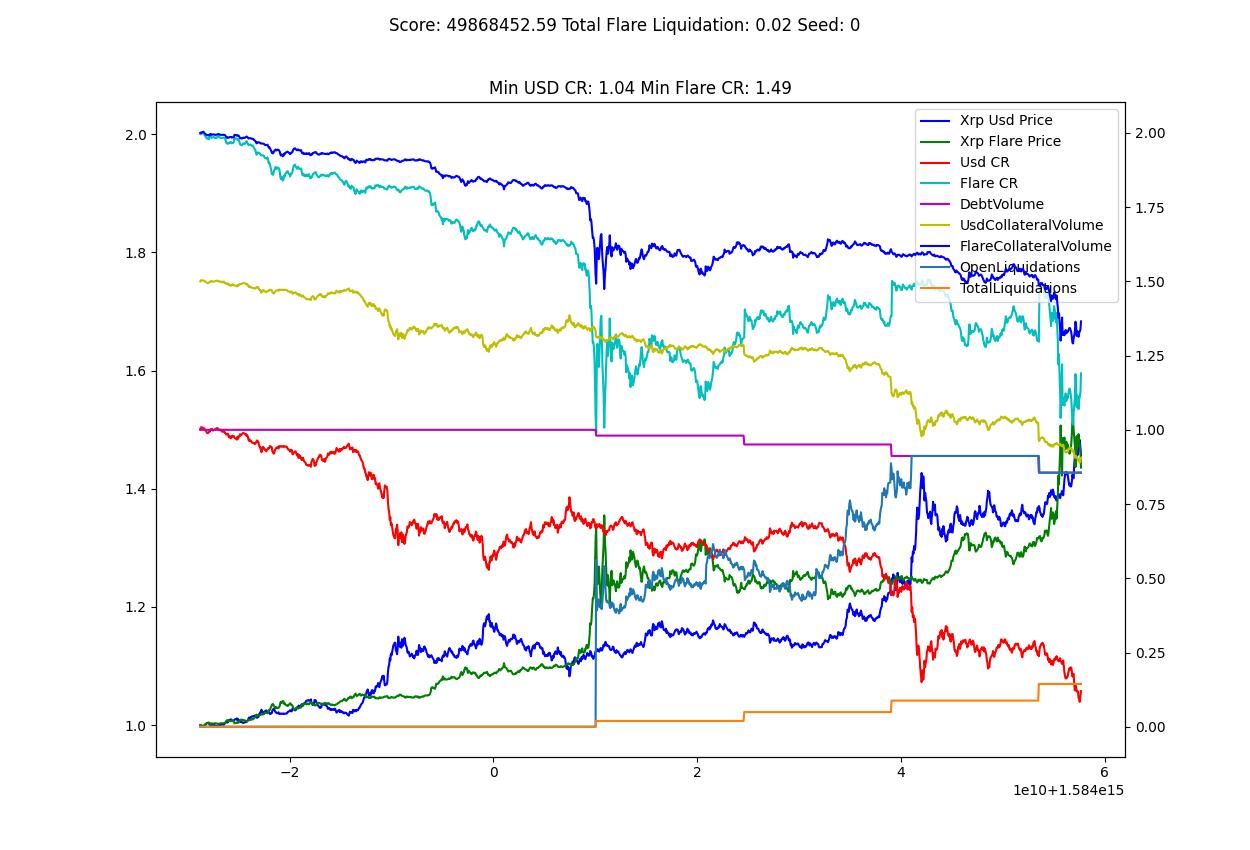 Score: 49868452.59 Total Flare Liquidation: 0.02 Seed: 0
Min USD CR: 1.04 Min Flare CR: 1.49
Xrp Usd Price
Xrp Flare Price
Usd CR
Flare CR
DebtVolume
UsdCollateralVolume
FlareCollateralVolume
OpenLiquidations
TotalLiquidations
2.0
1.8
1.6
1.4
1.2
1.0
2.00
1.75
1.50
1.25
1.00
0.75
0.50
0.25
0.00
−2
0
2
4
6
1e10+1.584e15